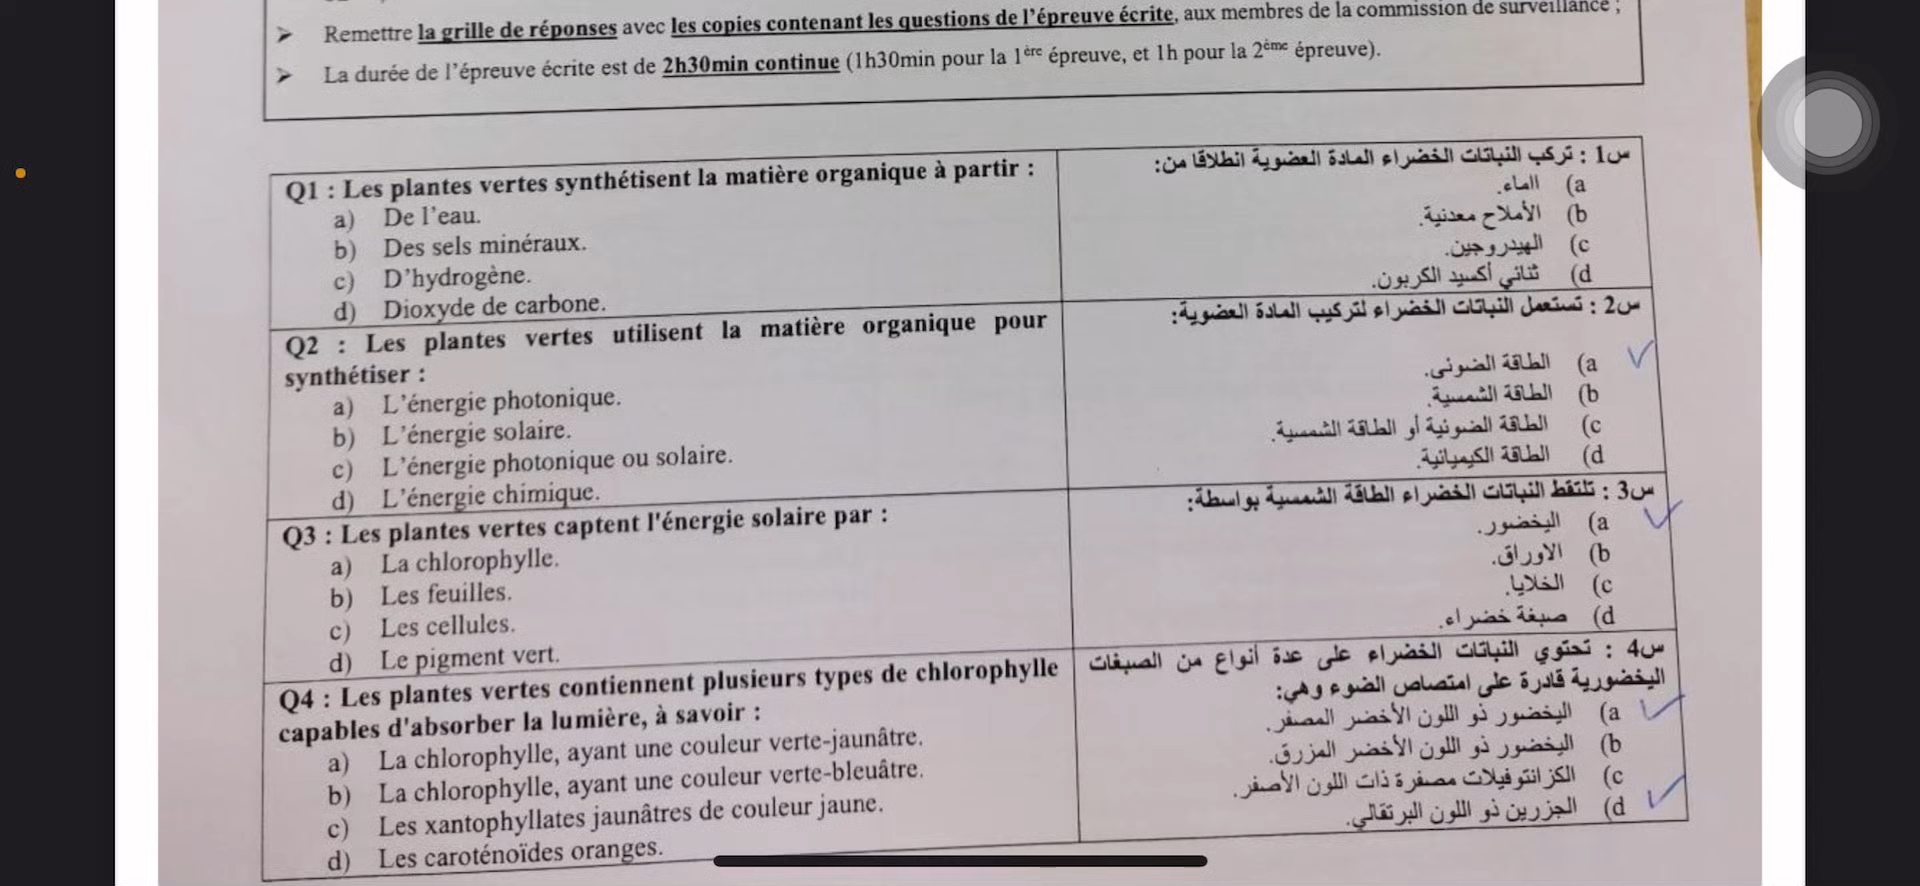 ➤ Remettre la grille de réponses avec les copies contenant les questions de l'épreuve écrite, aux membres de la commission de surveillance ;
➤ La durée de l'épreuve écrite est de 2h30min continue (1h30min pour la 1ère épreuve, et 1h pour la 2ème épreuve).
Q1 : Les plantes vertes synthétisent la matière organique à partir :
a) De l'eau.
b) Des sels minéraux.
c) D'hydrogène.
d) Dioxyde de carbone.
س1 : تركب النباتات الخضراء المادة العضوية انطلاقا من:
a) الماء.
b) الأملاح معدنية.
c) الهيدروجين.
d) ثنائي أكسيد الكربون.
Q2 : Les plantes vertes utilisent la matière organique pour
synthétiser :
a) L'énergie photonique.
b) L'énergie solaire.
c) L'énergie photonique ou solaire.
d) L'énergie chimique.
س2 : تستعمل النباتات الخضراء لتركيب المادة العضوية:
a) الطاقة الضوئى.
b) الطاقة الشمسية.
c) الطاقة الضوئية أو الطاقة الشمسية.
d) الطاقة الكيميائية.
Q3 : Les plantes vertes captent l'énergie solaire par :
a) La chlorophylle.
b) Les feuilles.
c) Les cellules.
d) Le pigment vert.
س3 : تلتقط النباتات الخضراء الطاقة الشمسية بواسطة:
a) اليخضور.
b) الاوراق.
c) الخلايا.
d) صبغة خضراء.
Q4 : Les plantes vertes contiennent plusieurs types de chlorophylle
capables d'absorber la lumière, à savoir :
a) La chlorophylle, ayant une couleur verte-jaunâtre.
b) La chlorophylle, ayant une couleur verte-bleuâtre.
c) Les xantophyllates jaunâtres de couleur jaune.
d) Les caroténoïdes oranges.
س4 : تحتوي النباتات الخضراء على عدة أنواع من الصبغات
اليخضورية قادرة على امتصاص الضوء وهي:
a) اليخضور ذو اللون الأخضر المصفر.
b) اليخضور ذو اللون الأخضر المزرق.
c) الكزانتوفيلات مصفرة ذات اللون الأصفر.
d) الجزرين ذو اللون البرتقالي.